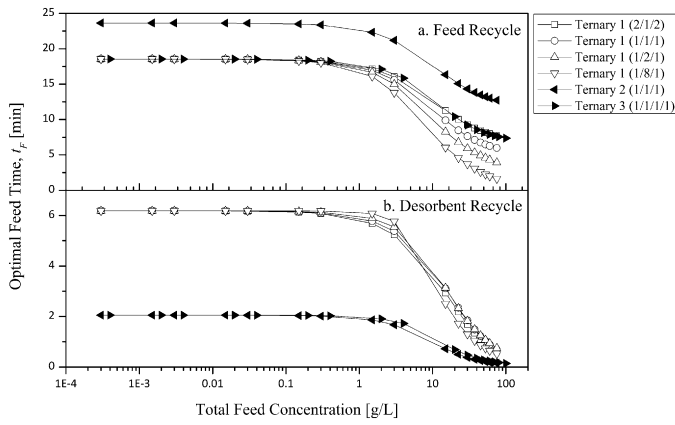 a. Feed Recycle
25
20
15
10
5
0
b. Desorbent Recycle
6
4
2
0
Optimal Feed Time, t_F [min]
1E-4
1E-3
0.01
0.1
1
10
100
Total Feed Concentration [g/L]
Ternary 1 (2/1/2)
Ternary 1 (1/1/1)
Ternary 1 (1/2/1)
Ternary 1 (1/8/1)
Ternary 2 (1/1/1)
Ternary 3 (1/1/1/1)